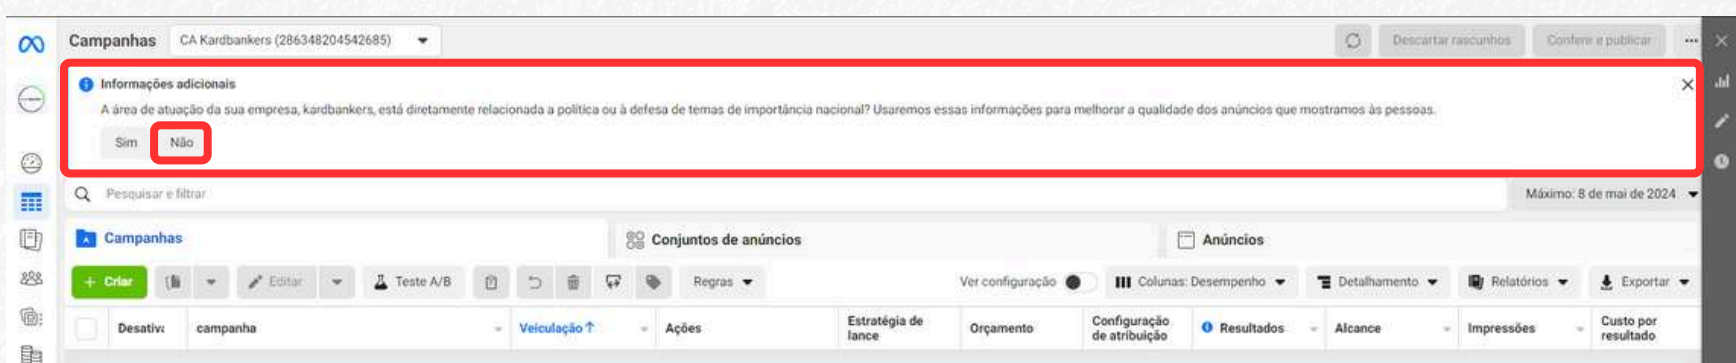 Campanhas CA Kardbankers (286348204542685) Descartar rascunhos Conferir e publicar
Informações adicionais
A área de atuação da sua empresa, kardbankers, está diretamente relacionada a política ou à defesa de temas de importância nacional? Usaremos essas informações para melhorar a qualidade dos anúncios que mostramos às pessoas.
Sim Não
Pesquisar e filtrar Máximo: 8 de mai de 2024
Campanhas Conjuntos de anúncios Anúncios
+ Criar Editar Teste A/B Regras Ver configuração Colunas: Desempenho Detalhamento Relatórios Exportar
Desativa campanha Veiculação ↑ Ações Estratégia de lance Orçamento Configuração de atribuição Resultados Alcance Impressões Custo por resultado